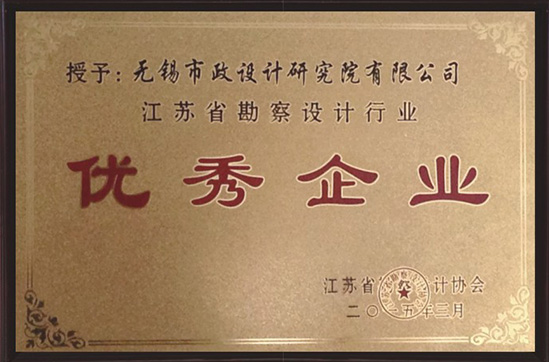 授予：无锡市政设计研究院有限公司
江苏省勘察设计行业
优秀企业
江苏省 计协会
二〇一五年三月